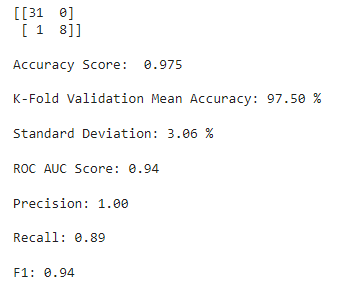 [[31  0]
 [ 1  8]]
Accuracy Score:  0.975
K-Fold Validation Mean Accuracy: 97.50 %
Standard Deviation: 3.06 %
ROC AUC Score: 0.94
Precision: 1.00
Recall: 0.89
F1: 0.94